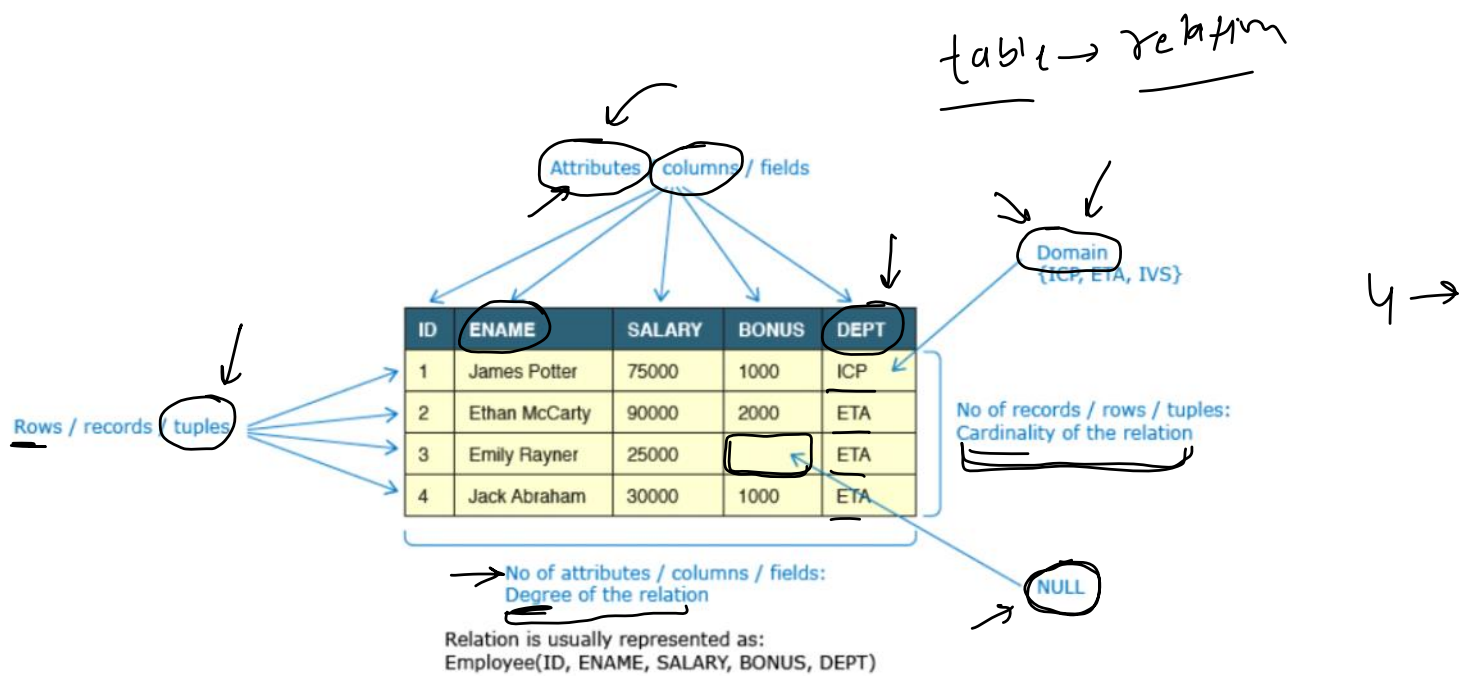 table → relation
Attributes / columns / fields
Domain
{ICP, ETA, IVS}
4 →
ID ENAME SALARY BONUS DEPT
1 James Potter 75000 1000 ICP
2 Ethan McCarty 90000 2000 ETA
3 Emily Rayner 25000 ETA
4 Jack Abraham 30000 1000 ETA
Rows / records / tuples
No of records / rows / tuples:
Cardinality of the relation
No of attributes / columns / fields:
Degree of the relation
NULL
Relation is usually represented as:
Employee(ID, ENAME, SALARY, BONUS, DEPT)